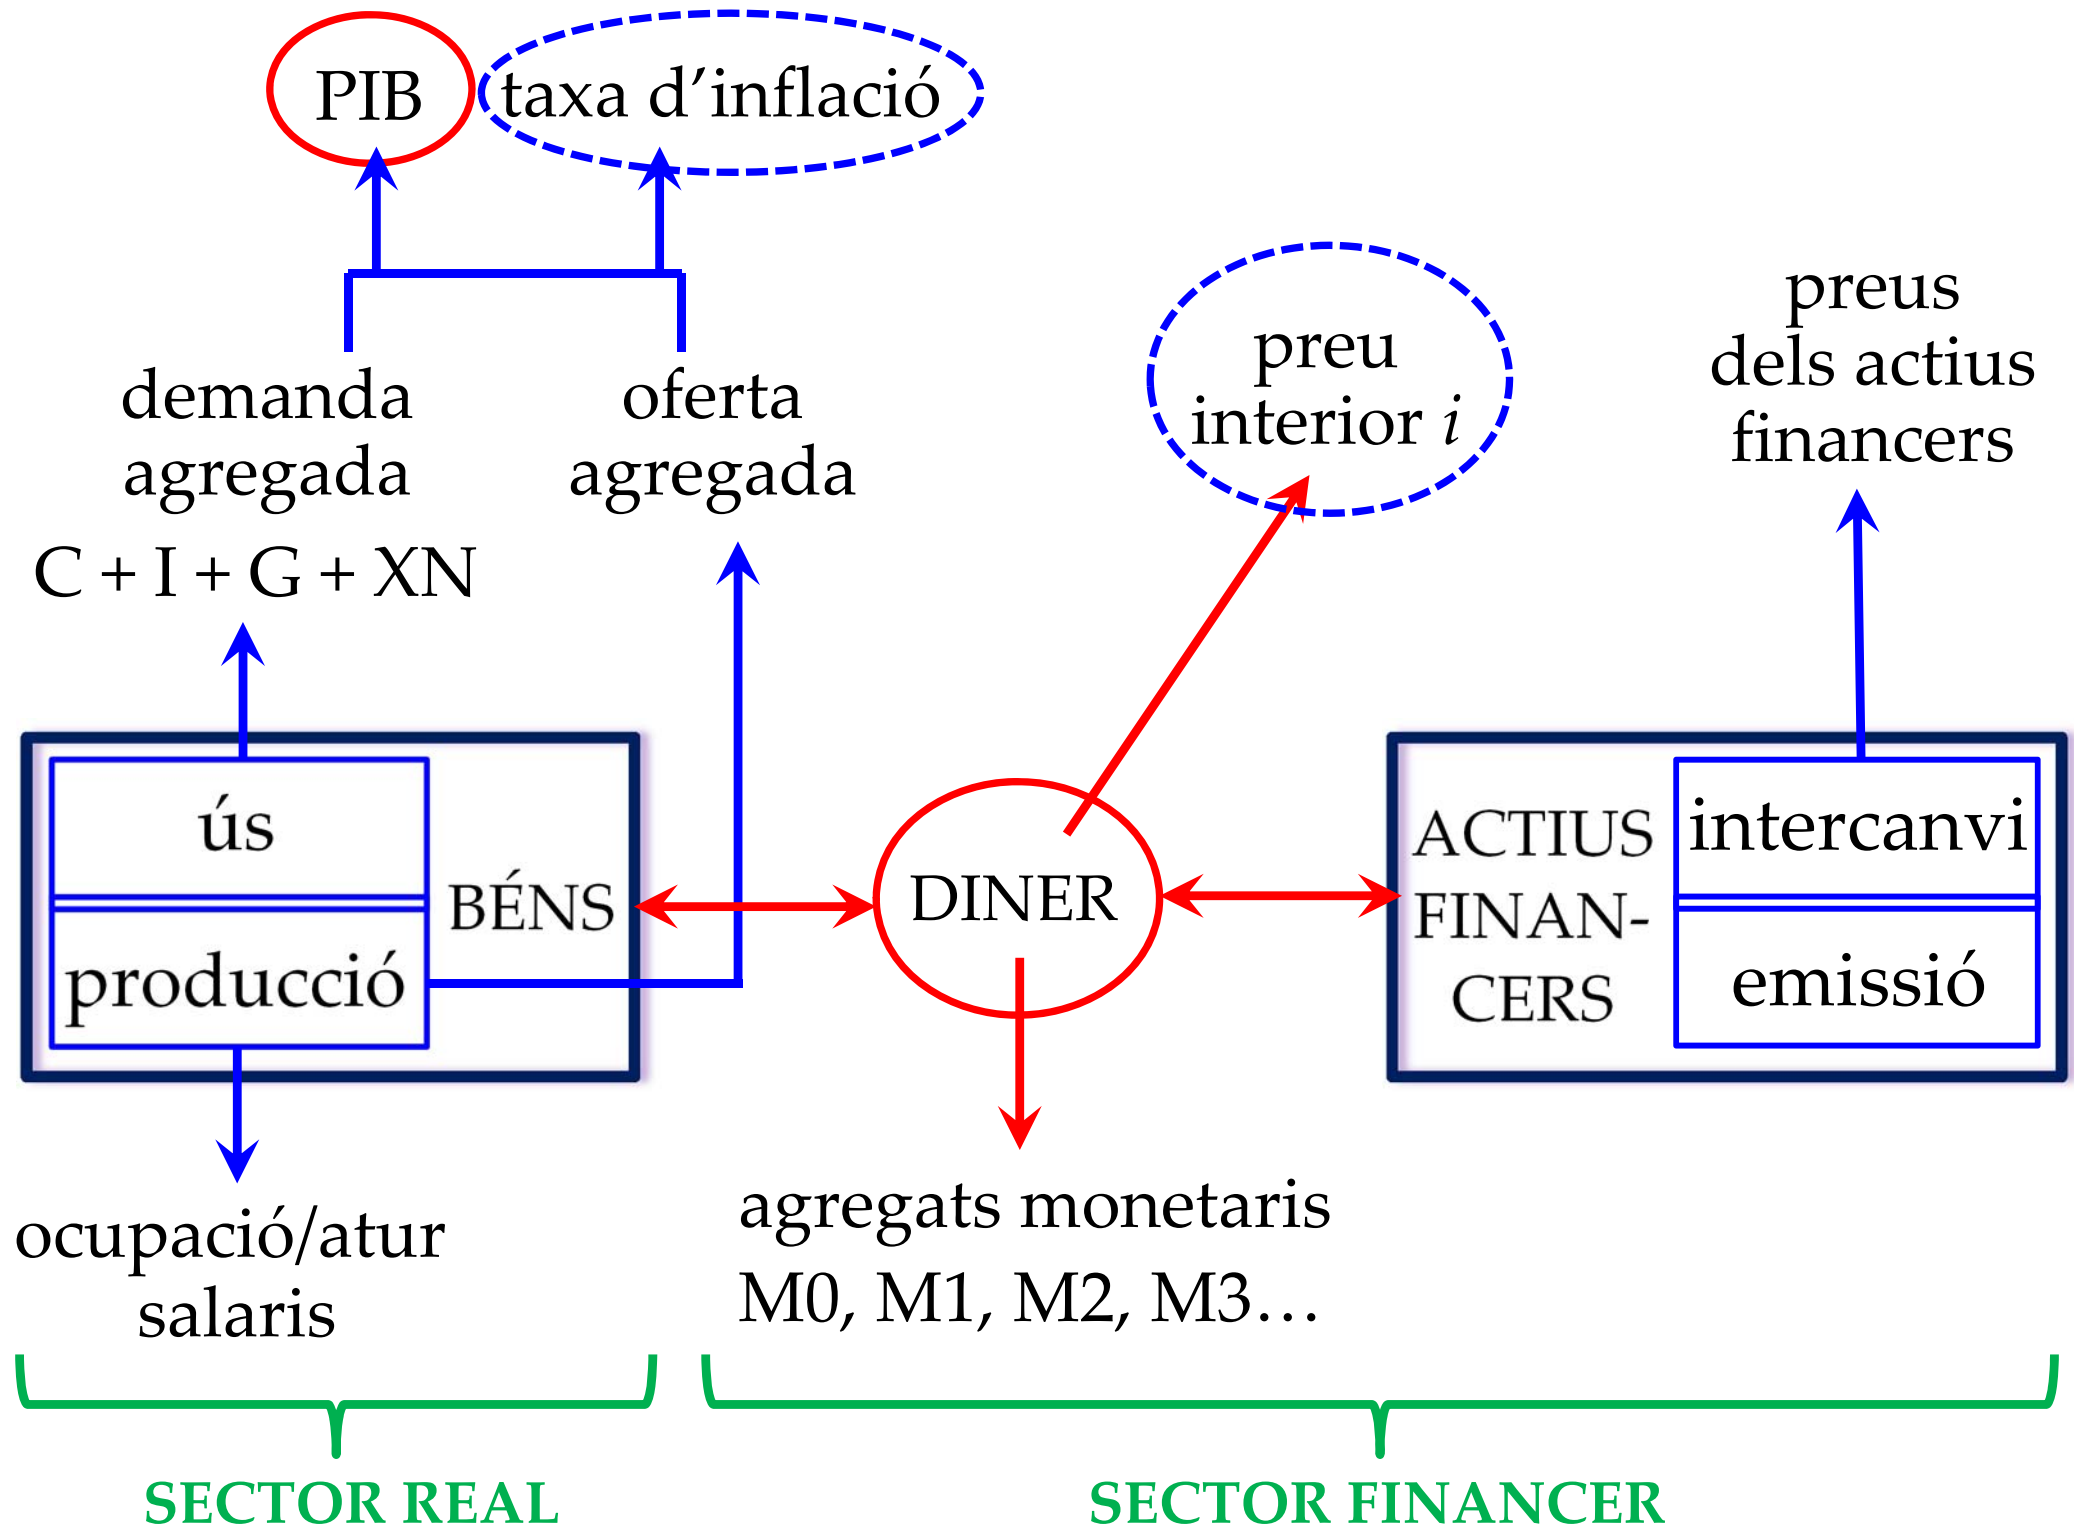 PIB
taxa d’inflació
demanda
agregada
C + I + G + XN
oferta
agregada
preu
interior i
preus
dels actius
financers
ús
producció
BÉNS
DINER
ACTIUS
FINAN-
CERS
intercanvi
emissió
ocupació/atur
salaris
agregats monetaris
M0, M1, M2, M3…
SECTOR REAL
SECTOR FINANCER